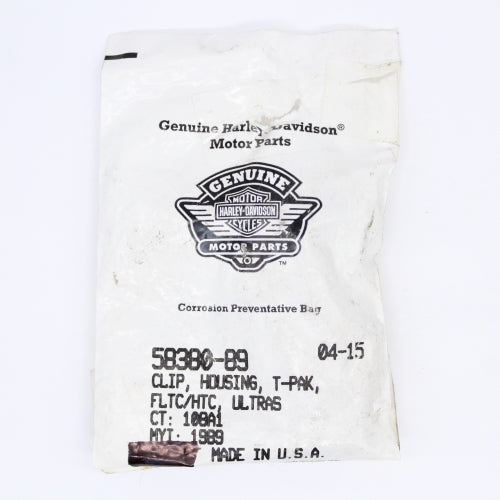 Genuine Harley-Davidson®
Motor Parts
GENUINE
MOTOR
HARLEY-DAVIDSON
CYCLES
MOTOR PARTS
™
Corrosion Preventative Bag
58380-89 04-15
CLIP, HOUSING, T-PAK,
FLTC/HTC, ULTRAS
CT: 108A1
MYI: 1989
MADE IN U.S.A.